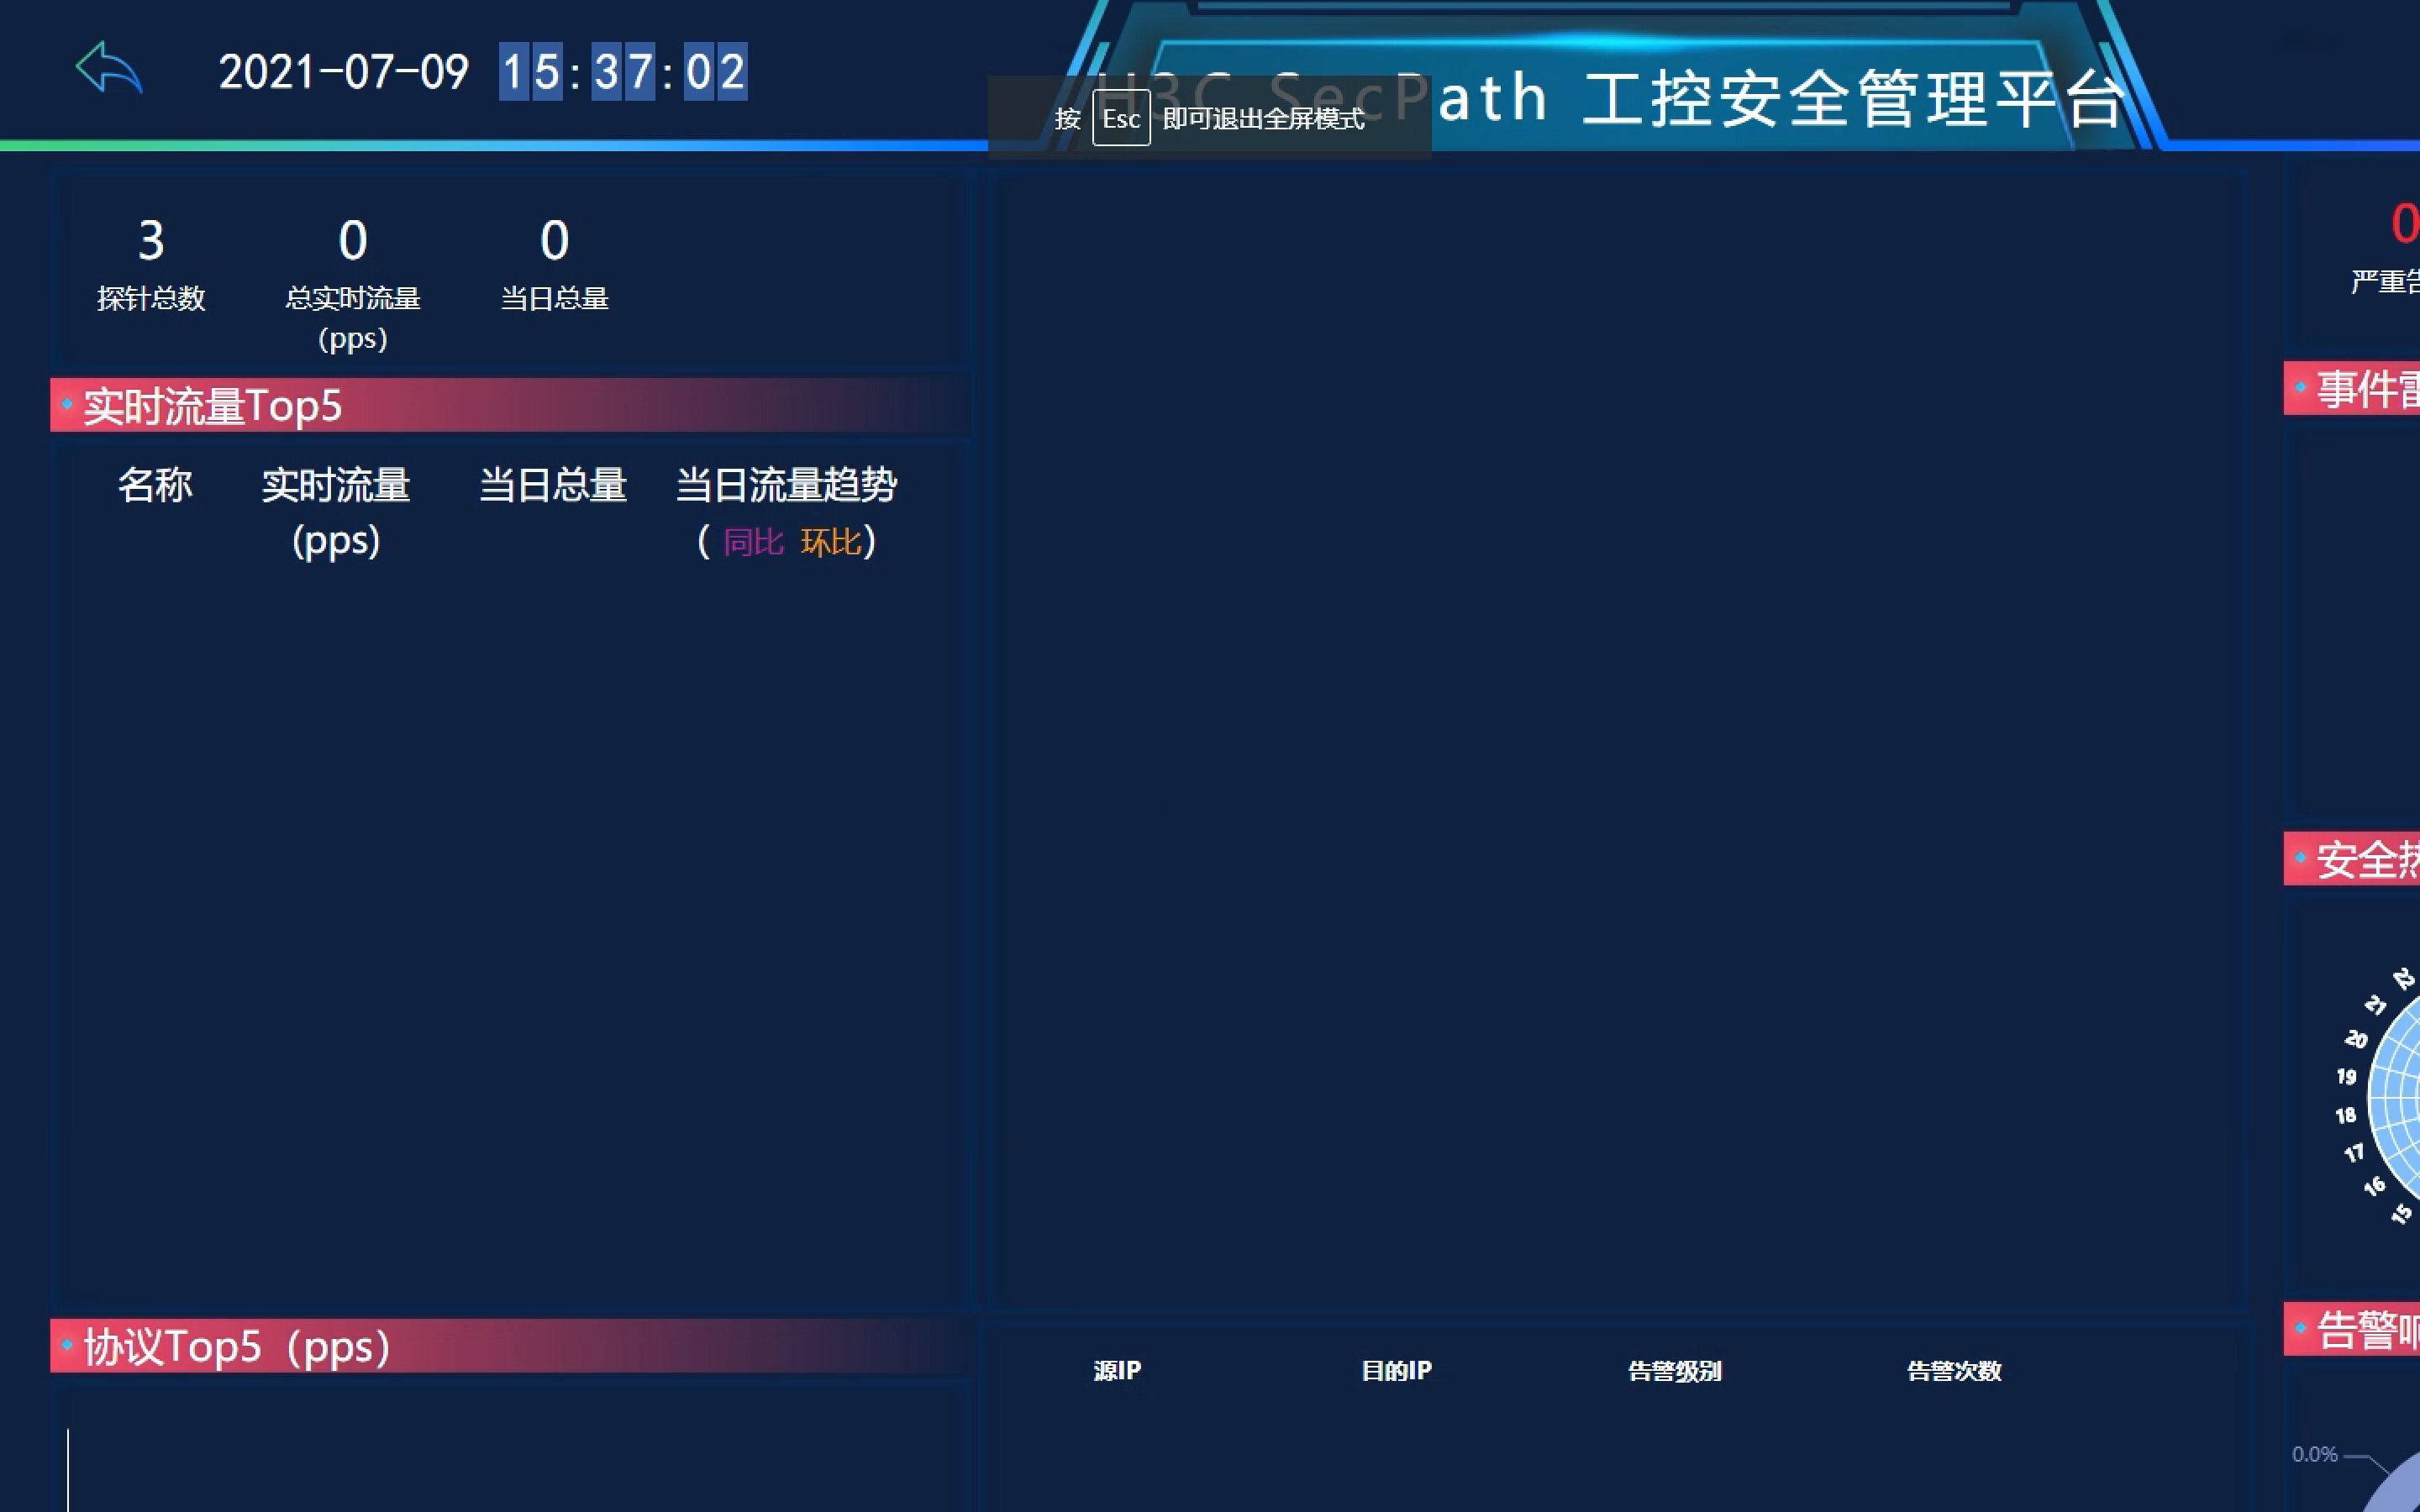 2021-07-09 15:37:02
H3C SecPath 工控安全管理平台
按 Esc 即可退出全屏模式
3 0 0
探针总数 总实时流量 当日总量
(pps)
0
严重告
实时流量Top5
事件雷
名称 实时流量 当日总量 当日流量趋势
(pps) ( 同比 环比)
安全热
22
21
20
19
18
17
16
15
协议Top5（pps）
告警响
源IP 目的IP 告警级别 告警次数
0.0%